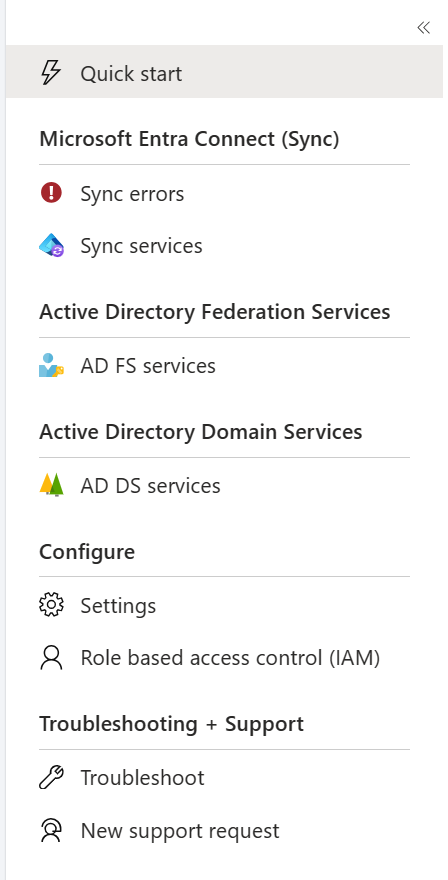 Quick start
Microsoft Entra Connect (Sync)
Sync errors
Sync services
Active Directory Federation Services
AD FS services
Active Directory Domain Services
AD DS services
Configure
Settings
Role based access control (IAM)
Troubleshooting + Support
Troubleshoot
New support request